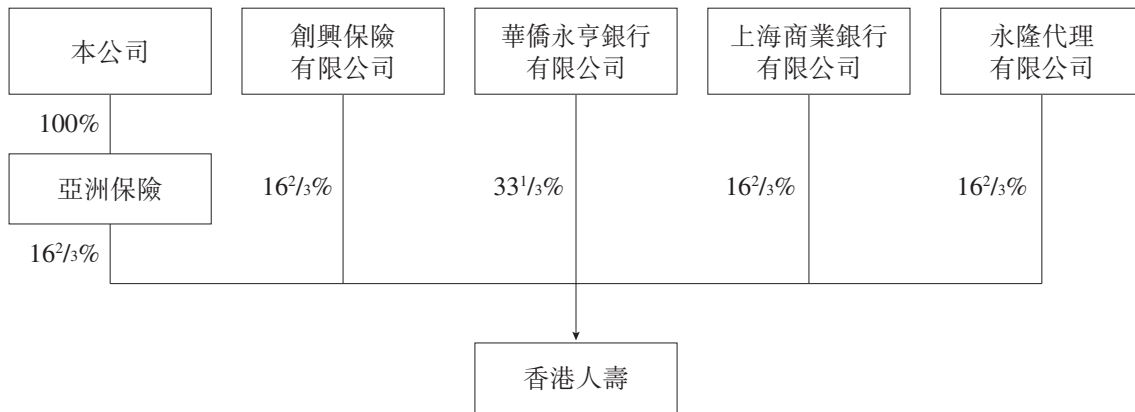 本公司
創興保險
有限公司
華僑永亨銀行
有限公司
上海商業銀行
有限公司
永隆代理
有限公司
100%
亞洲保險
16²/₃%
16²/₃%
33¹/₃%
16²/₃%
16²/₃%
香港人壽